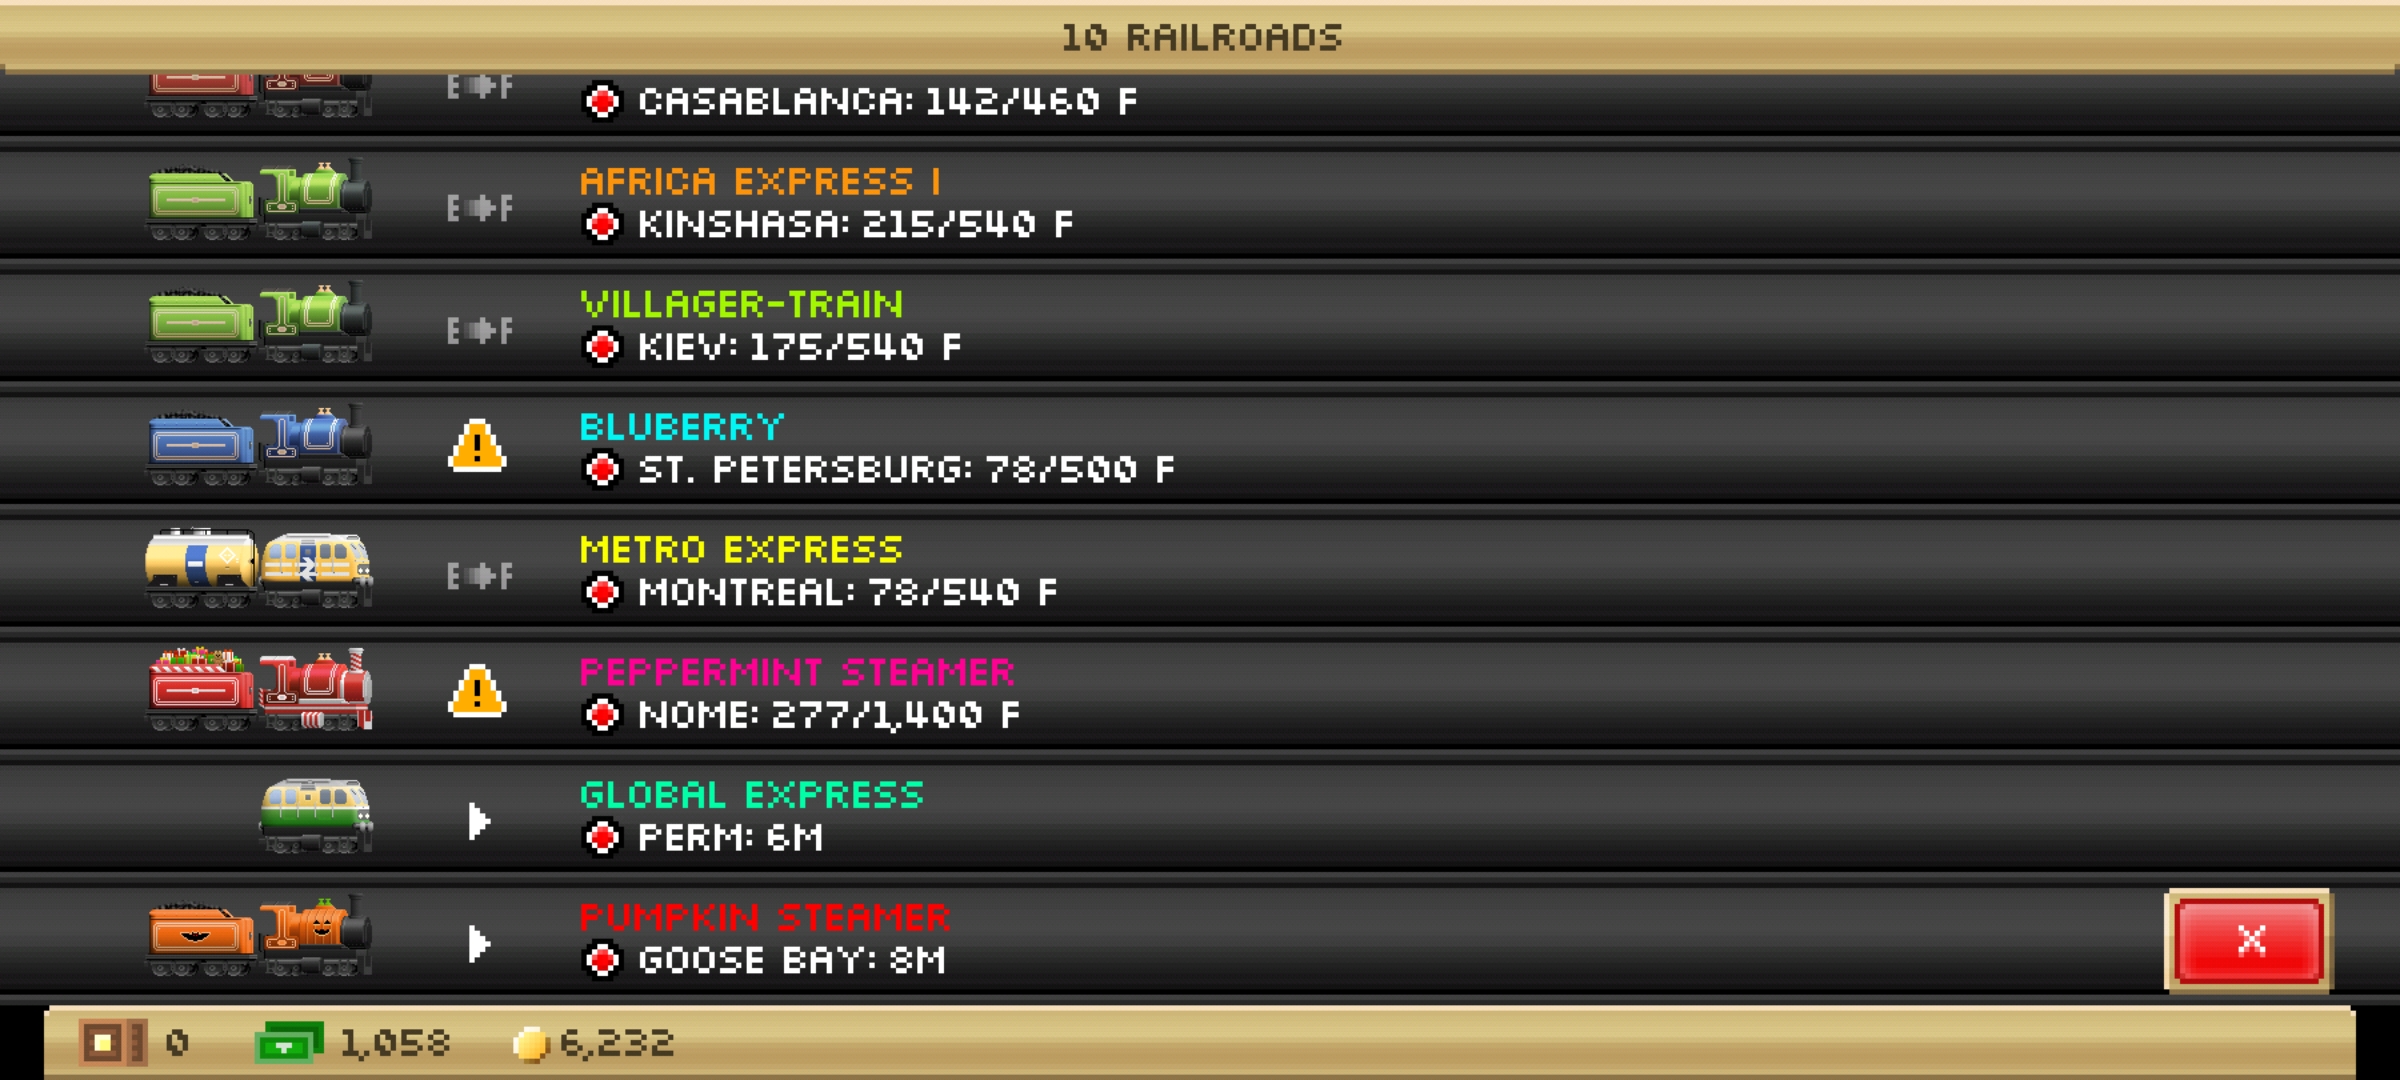 10 RAILROADS
E F
CASABLANCA: 142/460 F
AFRICA EXPRESS I
E F
KINSHASA: 215/540 F
VILLAGER-TRAIN
E F
KIEV: 175/540 F
BLUBERRY
ST. PETERSBURG: 78/500 F
METRO EXPRESS
E F
MONTREAL: 78/540 F
PEPPERMINT STEAMER
NOME: 277/1,400 F
GLOBAL EXPRESS
PERM: 6M
PUMPKIN STEAMER
GOOSE BAY: 8M
X
0 1,058 6,232